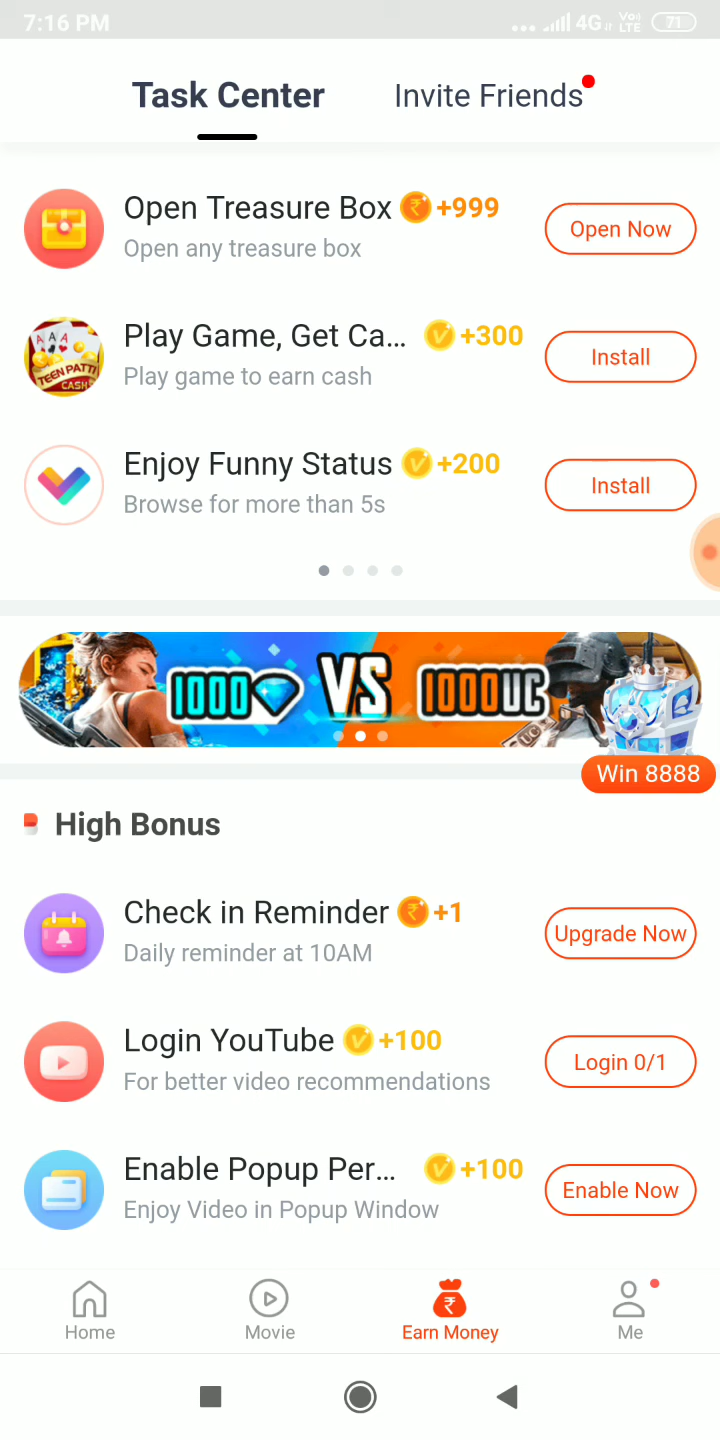 7:16 PM
4G
Vo
LTE
71
Task Center
Invite Friends
Open Treasure Box
+999
Open any treasure box
Open Now
Play Game, Get Ca...
+300
Play game to earn cash
Install
TEEN PATTI
CASH
Enjoy Funny Status
+200
Browse for more than 5s
Install
1000
VS
1000UC
UC
Win 8888
High Bonus
Check in Reminder
+1
Daily reminder at 10AM
Upgrade Now
Login YouTube
+100
For better video recommendations
Login 0/1
Enable Popup Per...
+100
Enjoy Video in Popup Window
Enable Now
Home
Movie
Earn Money
Me